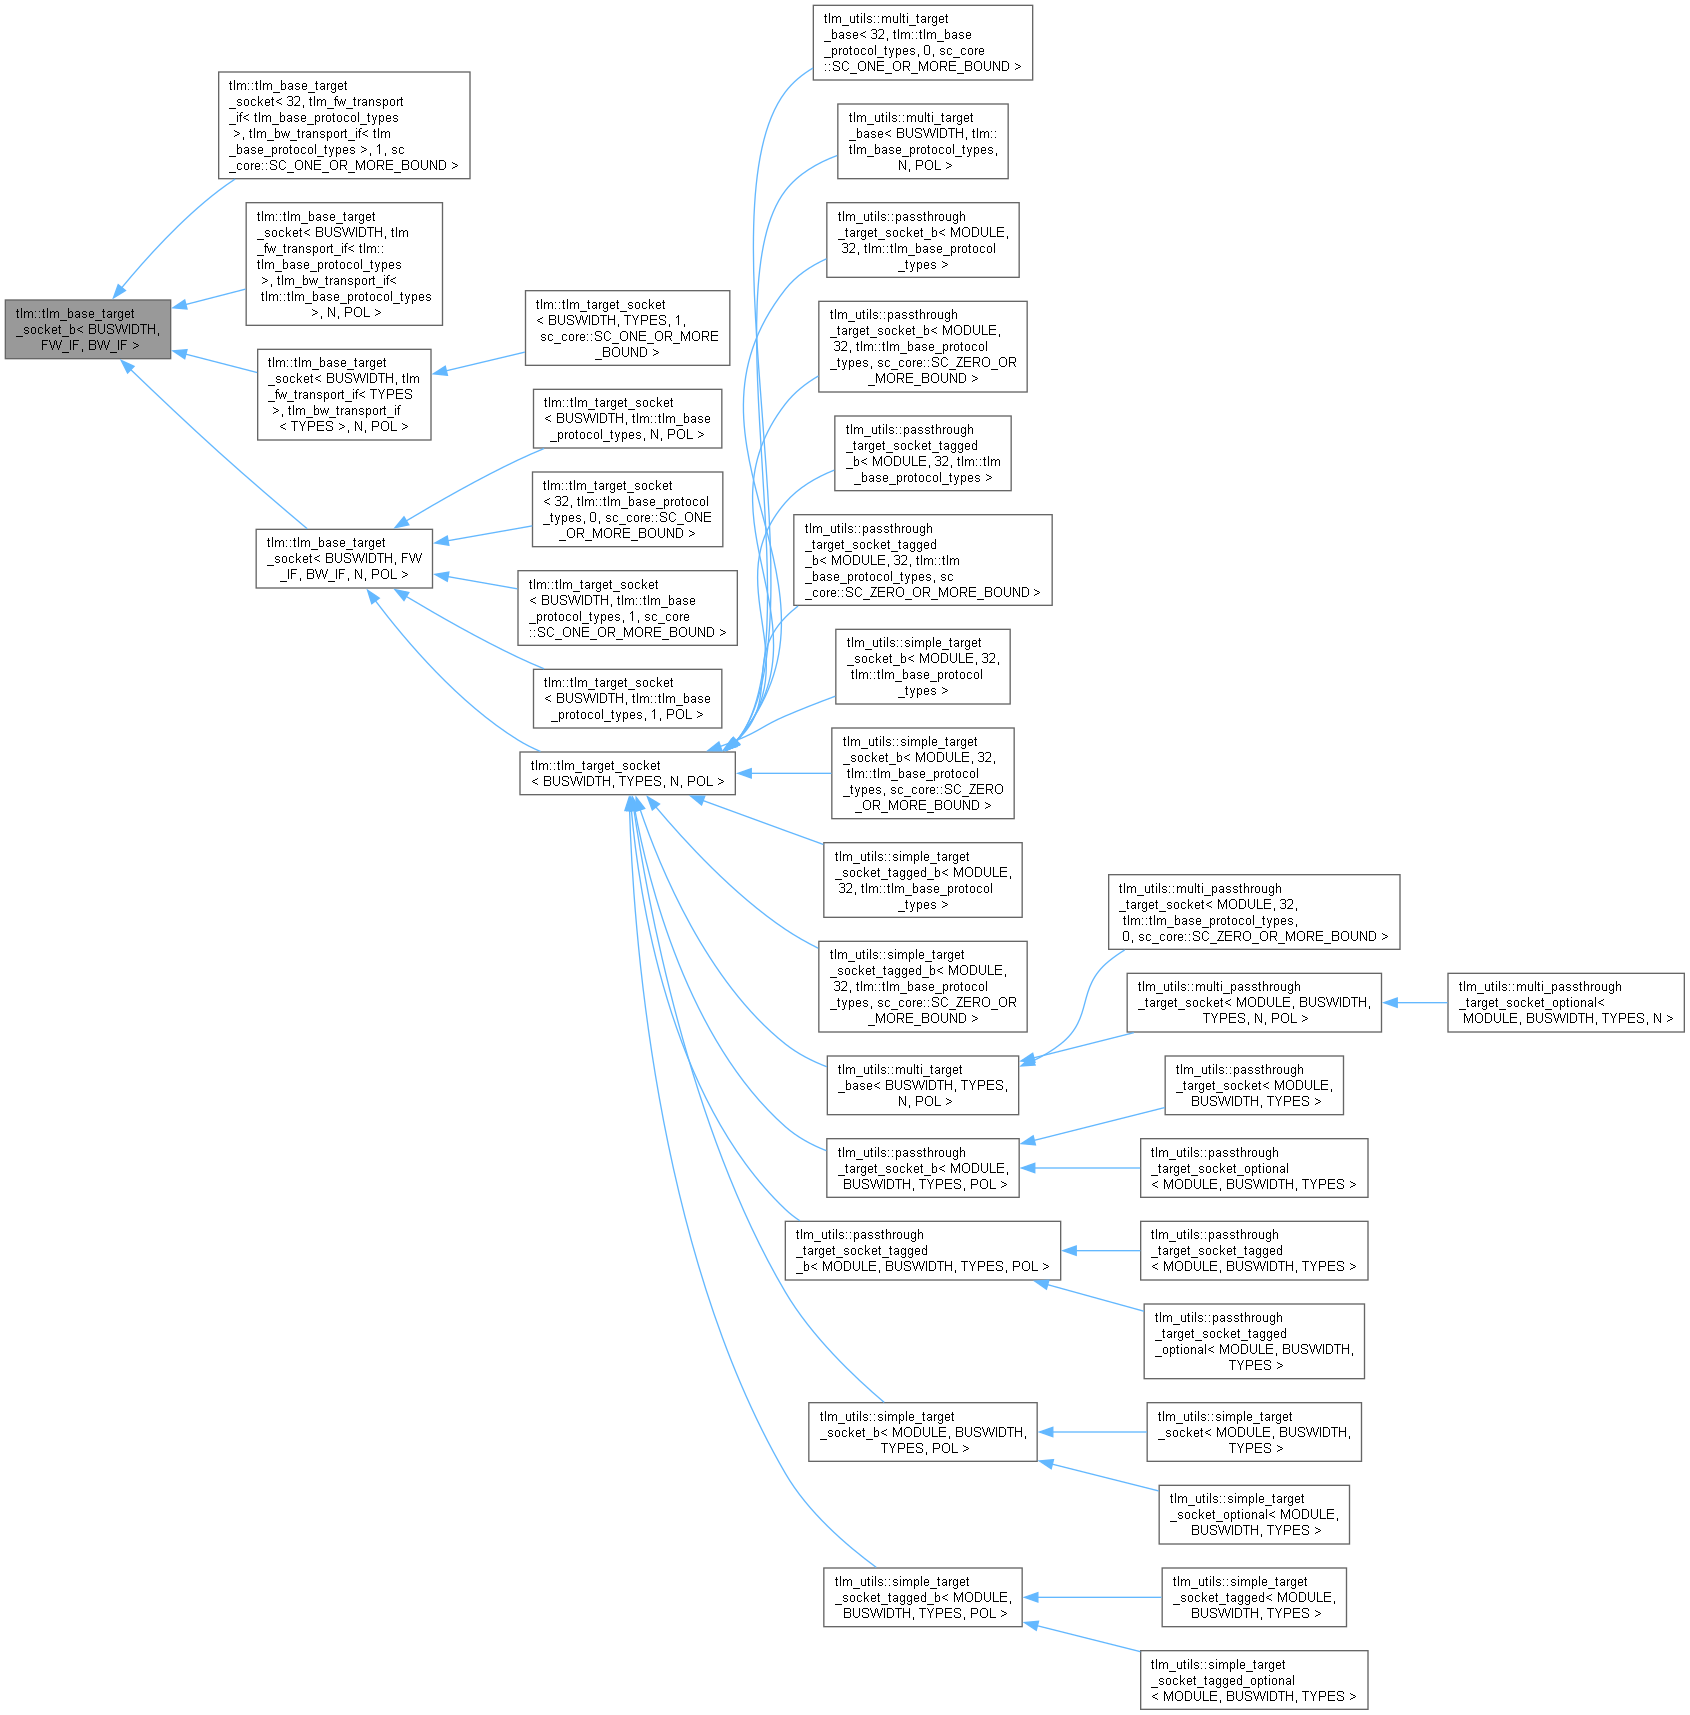 tlm::tlm_base_target
_socket_b< BUSWIDTH,
FW_IF, BW_IF >
tlm::tlm_base_target
_socket< 32, tlm_fw_transport
_if< tlm_base_protocol_types
>, tlm_bw_transport_if< tlm
_base_protocol_types >, 1, sc
_core::SC_ONE_OR_MORE_BOUND >
tlm::tlm_base_target
_socket< BUSWIDTH, tlm
_fw_transport_if< tlm::
tlm_base_protocol_types
>, tlm_bw_transport_if<
tlm::tlm_base_protocol_types
>, N, POL >
tlm::tlm_base_target
_socket< BUSWIDTH, tlm
_fw_transport_if< TYPES
>, tlm_bw_transport_if
< TYPES >, N, POL >
tlm::tlm_base_target
_socket< BUSWIDTH, FW
_IF, BW_IF, N, POL >
tlm::tlm_target_socket
< BUSWIDTH, TYPES, 1,
sc_core::SC_ONE_OR_MORE
_BOUND >
tlm::tlm_target_socket
< BUSWIDTH, tlm::tlm_base
_protocol_types, N, POL >
tlm::tlm_target_socket
< 32, tlm::tlm_base_protocol
_types, 0, sc_core::SC_ONE
_OR_MORE_BOUND >
tlm::tlm_target_socket
< BUSWIDTH, tlm::tlm_base
_protocol_types, 1, sc_core
::SC_ONE_OR_MORE_BOUND >
tlm::tlm_target_socket
< BUSWIDTH, tlm::tlm_base
_protocol_types, 1, POL >
tlm::tlm_target_socket
< BUSWIDTH, TYPES, N, POL >
tlm_utils::multi_target
_base< 32, tlm::tlm_base
_protocol_types, 0, sc_core
::SC_ONE_OR_MORE_BOUND >
tlm_utils::multi_target
_base< BUSWIDTH, tlm::
tlm_base_protocol_types,
N, POL >
tlm_utils::passthrough
_target_socket_b< MODULE,
32, tlm::tlm_base_protocol
_types >
tlm_utils::passthrough
_target_socket_b< MODULE,
32, tlm::tlm_base_protocol
_types, sc_core::SC_ZERO_OR
_MORE_BOUND >
tlm_utils::passthrough
_target_socket_tagged
_b< MODULE, 32, tlm::tlm
_base_protocol_types >
tlm_utils::passthrough
_target_socket_tagged
_b< MODULE, 32, tlm::tlm
_base_protocol_types, sc
_core::SC_ZERO_OR_MORE_BOUND >
tlm_utils::simple_target
_socket_b< MODULE, 32,
tlm::tlm_base_protocol
_types >
tlm_utils::simple_target
_socket_b< MODULE, 32,
tlm::tlm_base_protocol
_types, sc_core::SC_ZERO
_OR_MORE_BOUND >
tlm_utils::simple_target
_socket_tagged_b< MODULE,
32, tlm::tlm_base_protocol
_types >
tlm_utils::simple_target
_socket_tagged_b< MODULE,
32, tlm::tlm_base_protocol
_types, sc_core::SC_ZERO_OR
_MORE_BOUND >
tlm_utils::multi_target
_base< BUSWIDTH, TYPES,
N, POL >
tlm_utils::passthrough
_target_socket_b< MODULE,
BUSWIDTH, TYPES, POL >
tlm_utils::passthrough
_target_socket_tagged
_b< MODULE, BUSWIDTH, TYPES, POL >
tlm_utils::simple_target
_socket_b< MODULE, BUSWIDTH,
TYPES, POL >
tlm_utils::simple_target
_socket_tagged_b< MODULE,
BUSWIDTH, TYPES, POL >
tlm_utils::multi_passthrough
_target_socket< MODULE, 32,
tlm::tlm_base_protocol_types,
0, sc_core::SC_ZERO_OR_MORE_BOUND >
tlm_utils::multi_passthrough
_target_socket< MODULE, BUSWIDTH,
TYPES, N, POL >
tlm_utils::multi_passthrough
_target_socket_optional<
MODULE, BUSWIDTH, TYPES, N >
tlm_utils::passthrough
_target_socket< MODULE,
BUSWIDTH, TYPES >
tlm_utils::passthrough
_target_socket_optional
< MODULE, BUSWIDTH, TYPES >
tlm_utils::passthrough
_target_socket_tagged
< MODULE, BUSWIDTH, TYPES >
tlm_utils::passthrough
_target_socket_tagged
_optional< MODULE, BUSWIDTH,
TYPES >
tlm_utils::simple_target
_socket< MODULE, BUSWIDTH,
TYPES >
tlm_utils::simple_target
_socket_optional< MODULE,
BUSWIDTH, TYPES >
tlm_utils::simple_target
_socket_tagged< MODULE,
BUSWIDTH, TYPES >
tlm_utils::simple_target
_socket_tagged_optional
< MODULE, BUSWIDTH, TYPES >